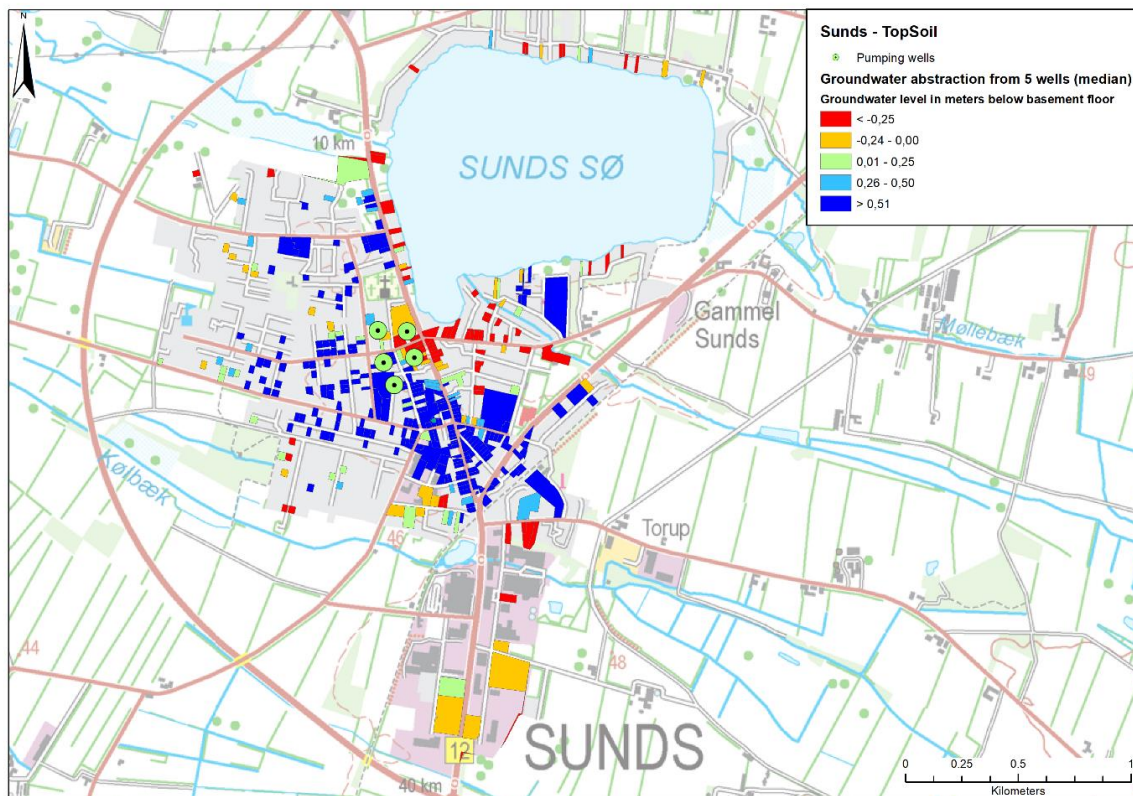 N
Sunds - TopSoil
Pumping wells
Groundwater abstraction from 5 wells (median)
Groundwater level in meters below basement floor
< -0,25
-0,24 - 0,00
0,01 - 0,25
0,26 - 0,50
> 0,51
10 km
SUNDS SØ
Gammel
Sunds
Møllebæk
49
Kølbæk
46
Torup
44
48
SUNDS
12
40 km
0 0.25 0.5 1
Kilometers